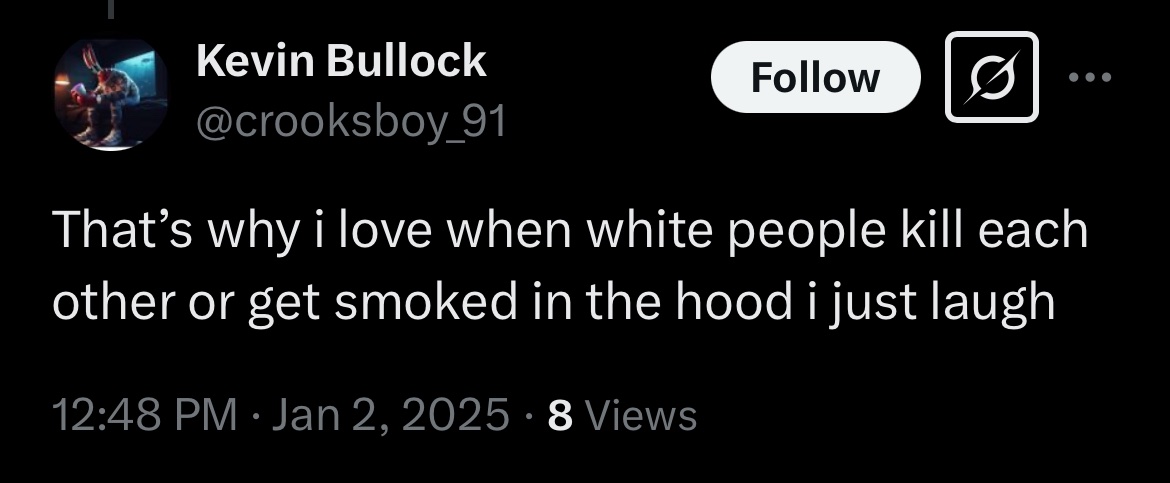 Kevin Bullock
@crooksboy_91
Follow
That’s why i love when white people kill each
other or get smoked in the hood i just laugh
12:48 PM · Jan 2, 2025 · 8 Views